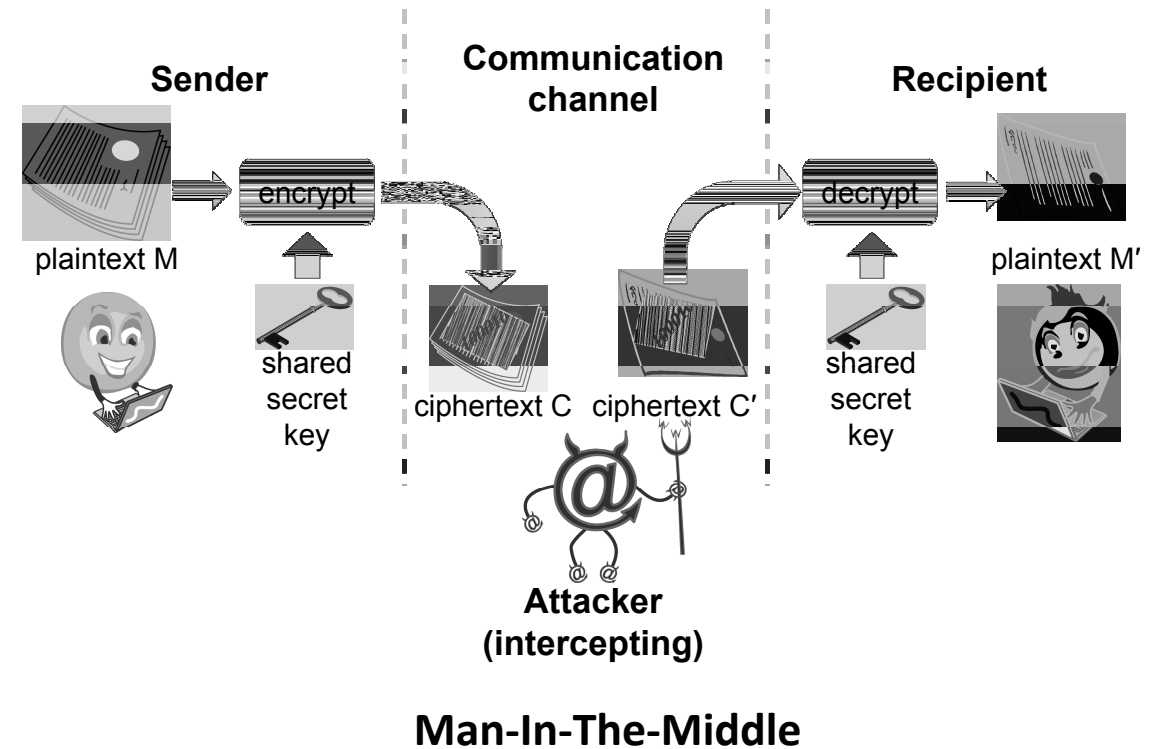 Sender
Communication
channel
Recipient
encrypt
decrypt
plaintext M
plaintext M′
shared
secret
key
ciphertext C
ciphertext C′
shared
secret
key
@
@
@
@
@
Attacker
(intercepting)
Man-In-The-Middle